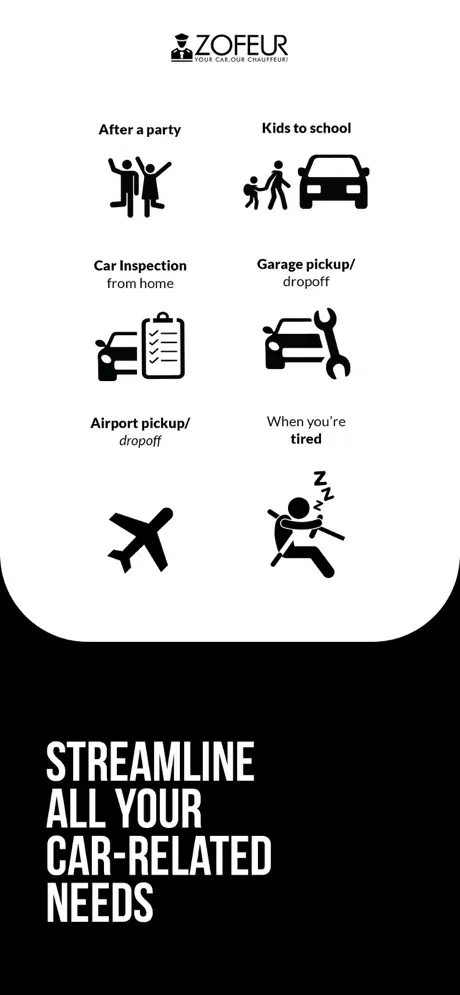 ZOFEUR
YOUR CAR, OUR CHAUFFEUR!
After a party
Kids to school
Car Inspection
from home
Garage pickup/
dropoff
Airport pickup/
dropoff
When you're
tired
Z
Z
Z
STREAMLINE
ALL YOUR
CAR-RELATED
NEEDS